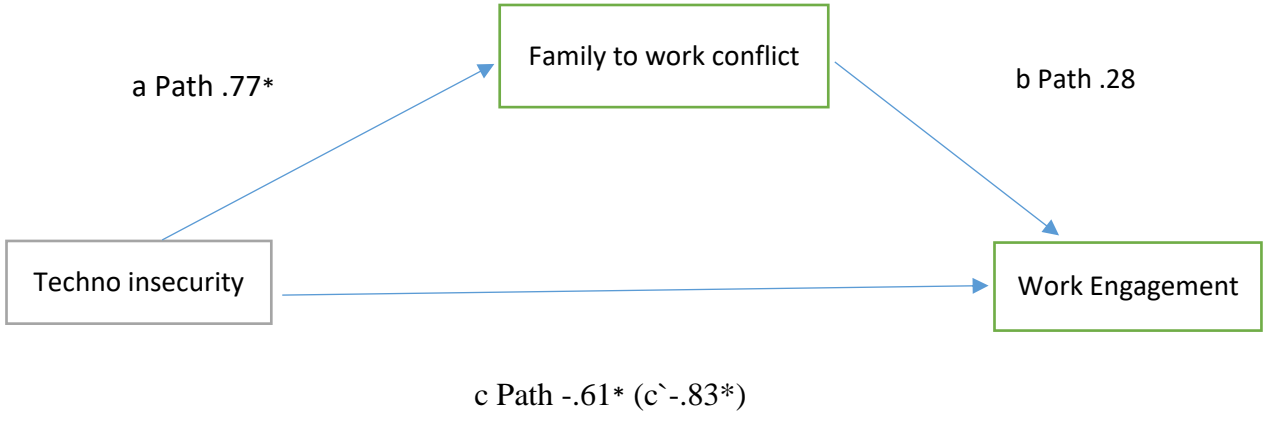 Family to work conflict
a Path .77*
b Path .28
Techno insecurity
Work Engagement
c Path -.61* (c`-.83*)